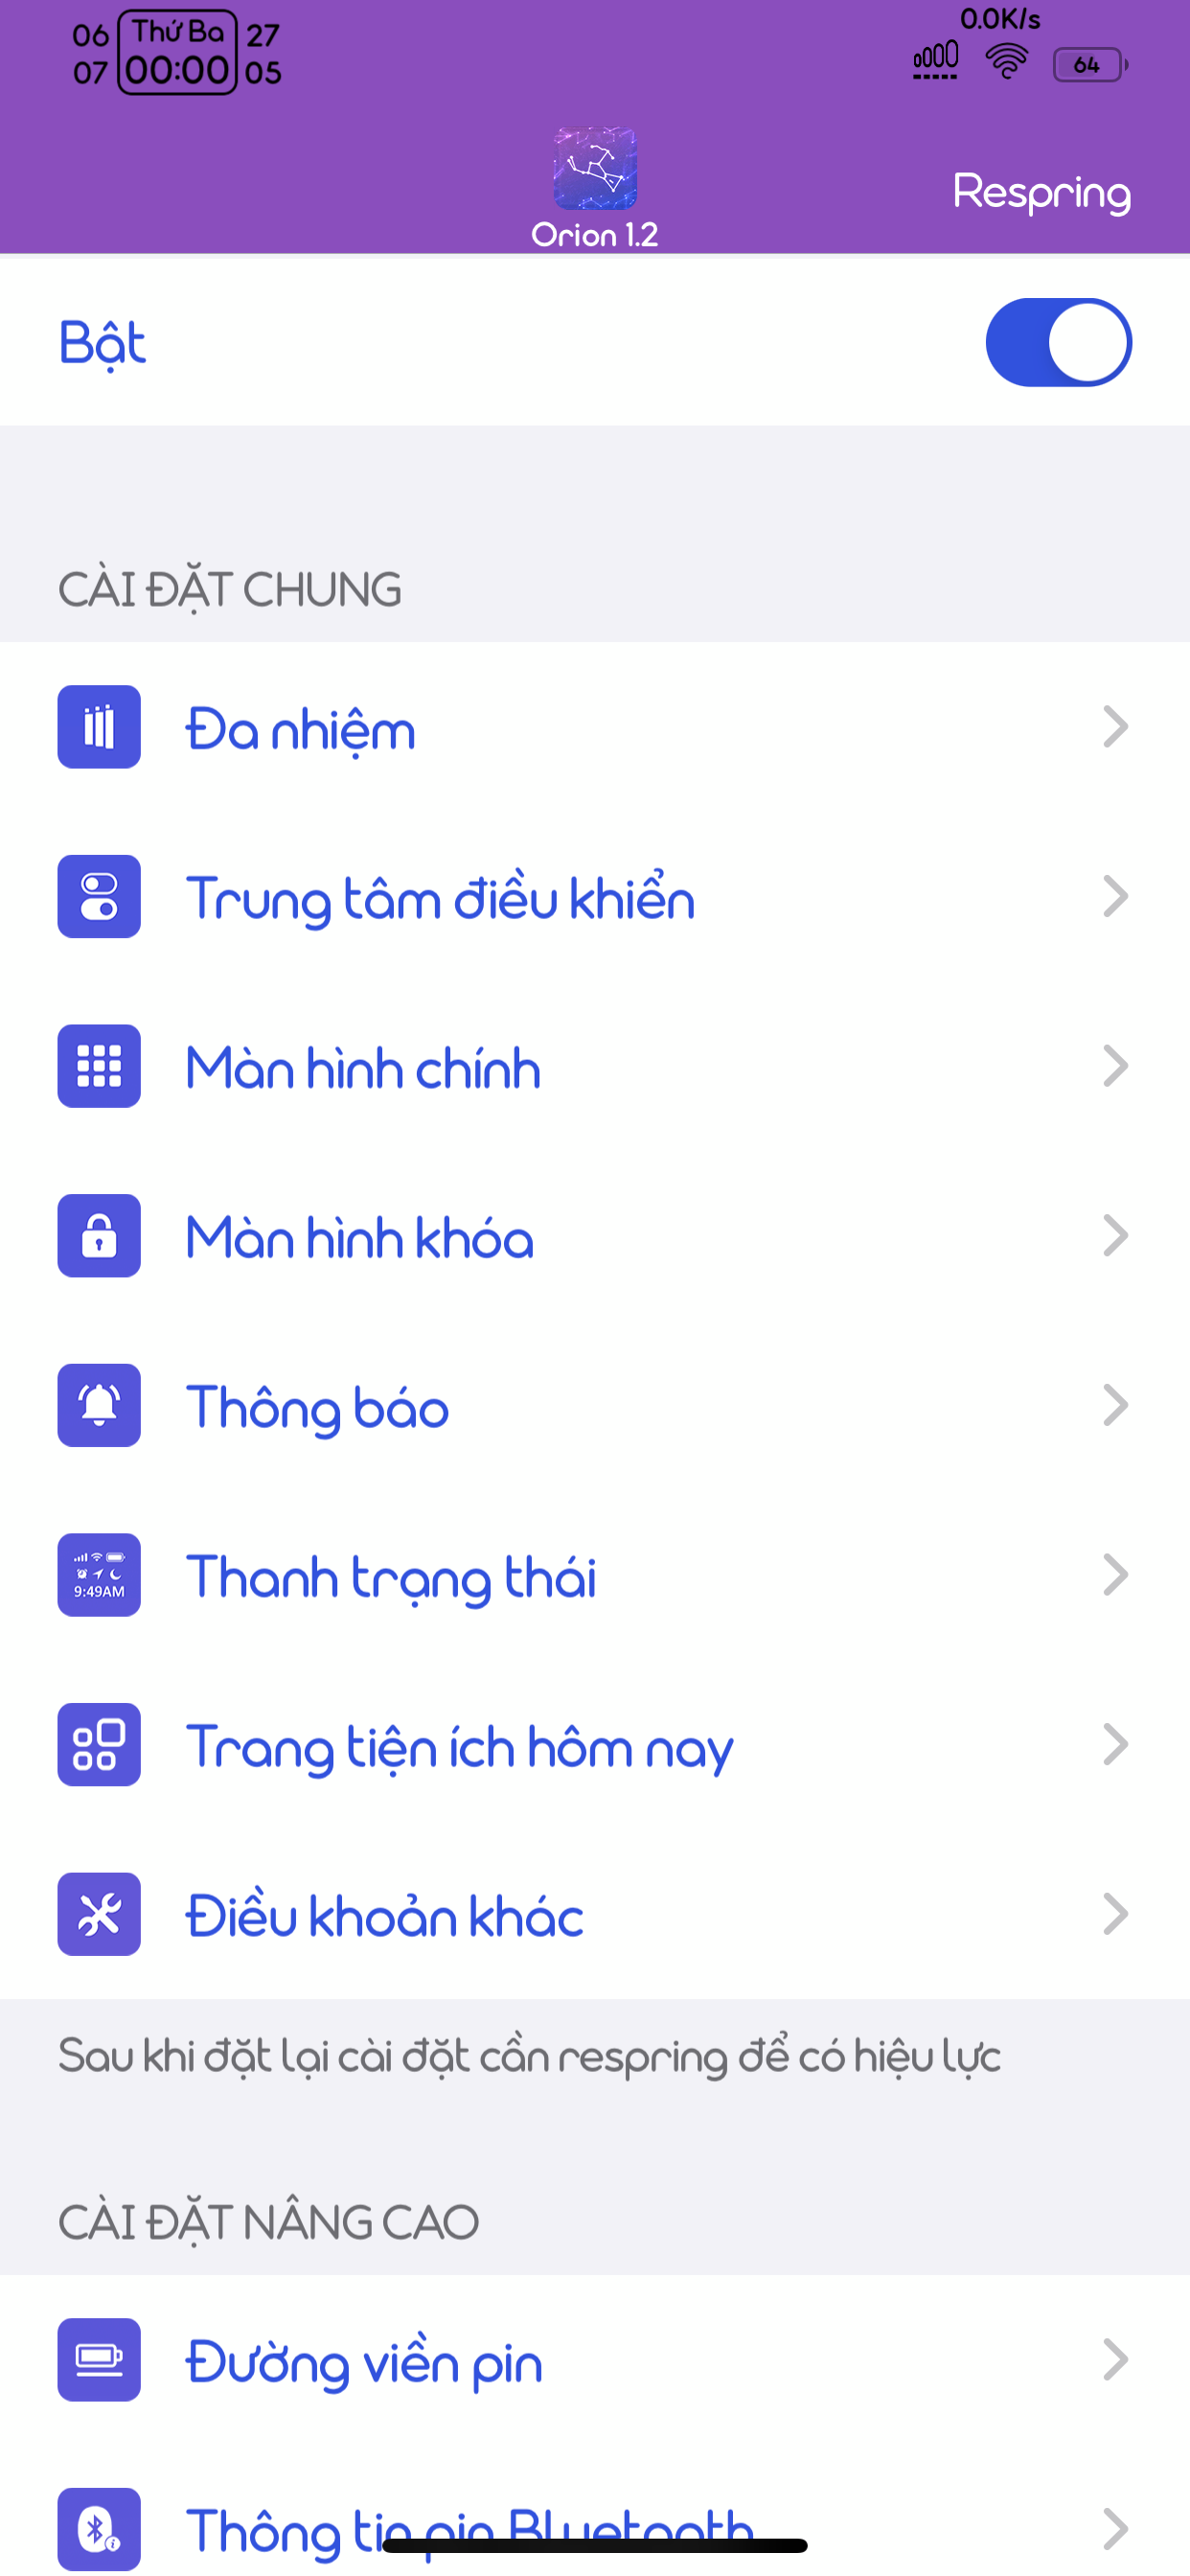 06 Thứ Ba 27
07 00:00 05
0.0K/s
64
Orion 1.2
Respring
Bật
CÀI ĐẶT CHUNG
Đa nhiệm
Trung tâm điều khiển
Màn hình chính
Màn hình khóa
Thông báo
9:49AM
Thanh trạng thái
Trang tiện ích hôm nay
Điều khoản khác
Sau khi đặt lại cài đặt cần respring để có hiệu lực
CÀI ĐẶT NÂNG CAO
Đường viền pin
Thông tin pin Bluetooth